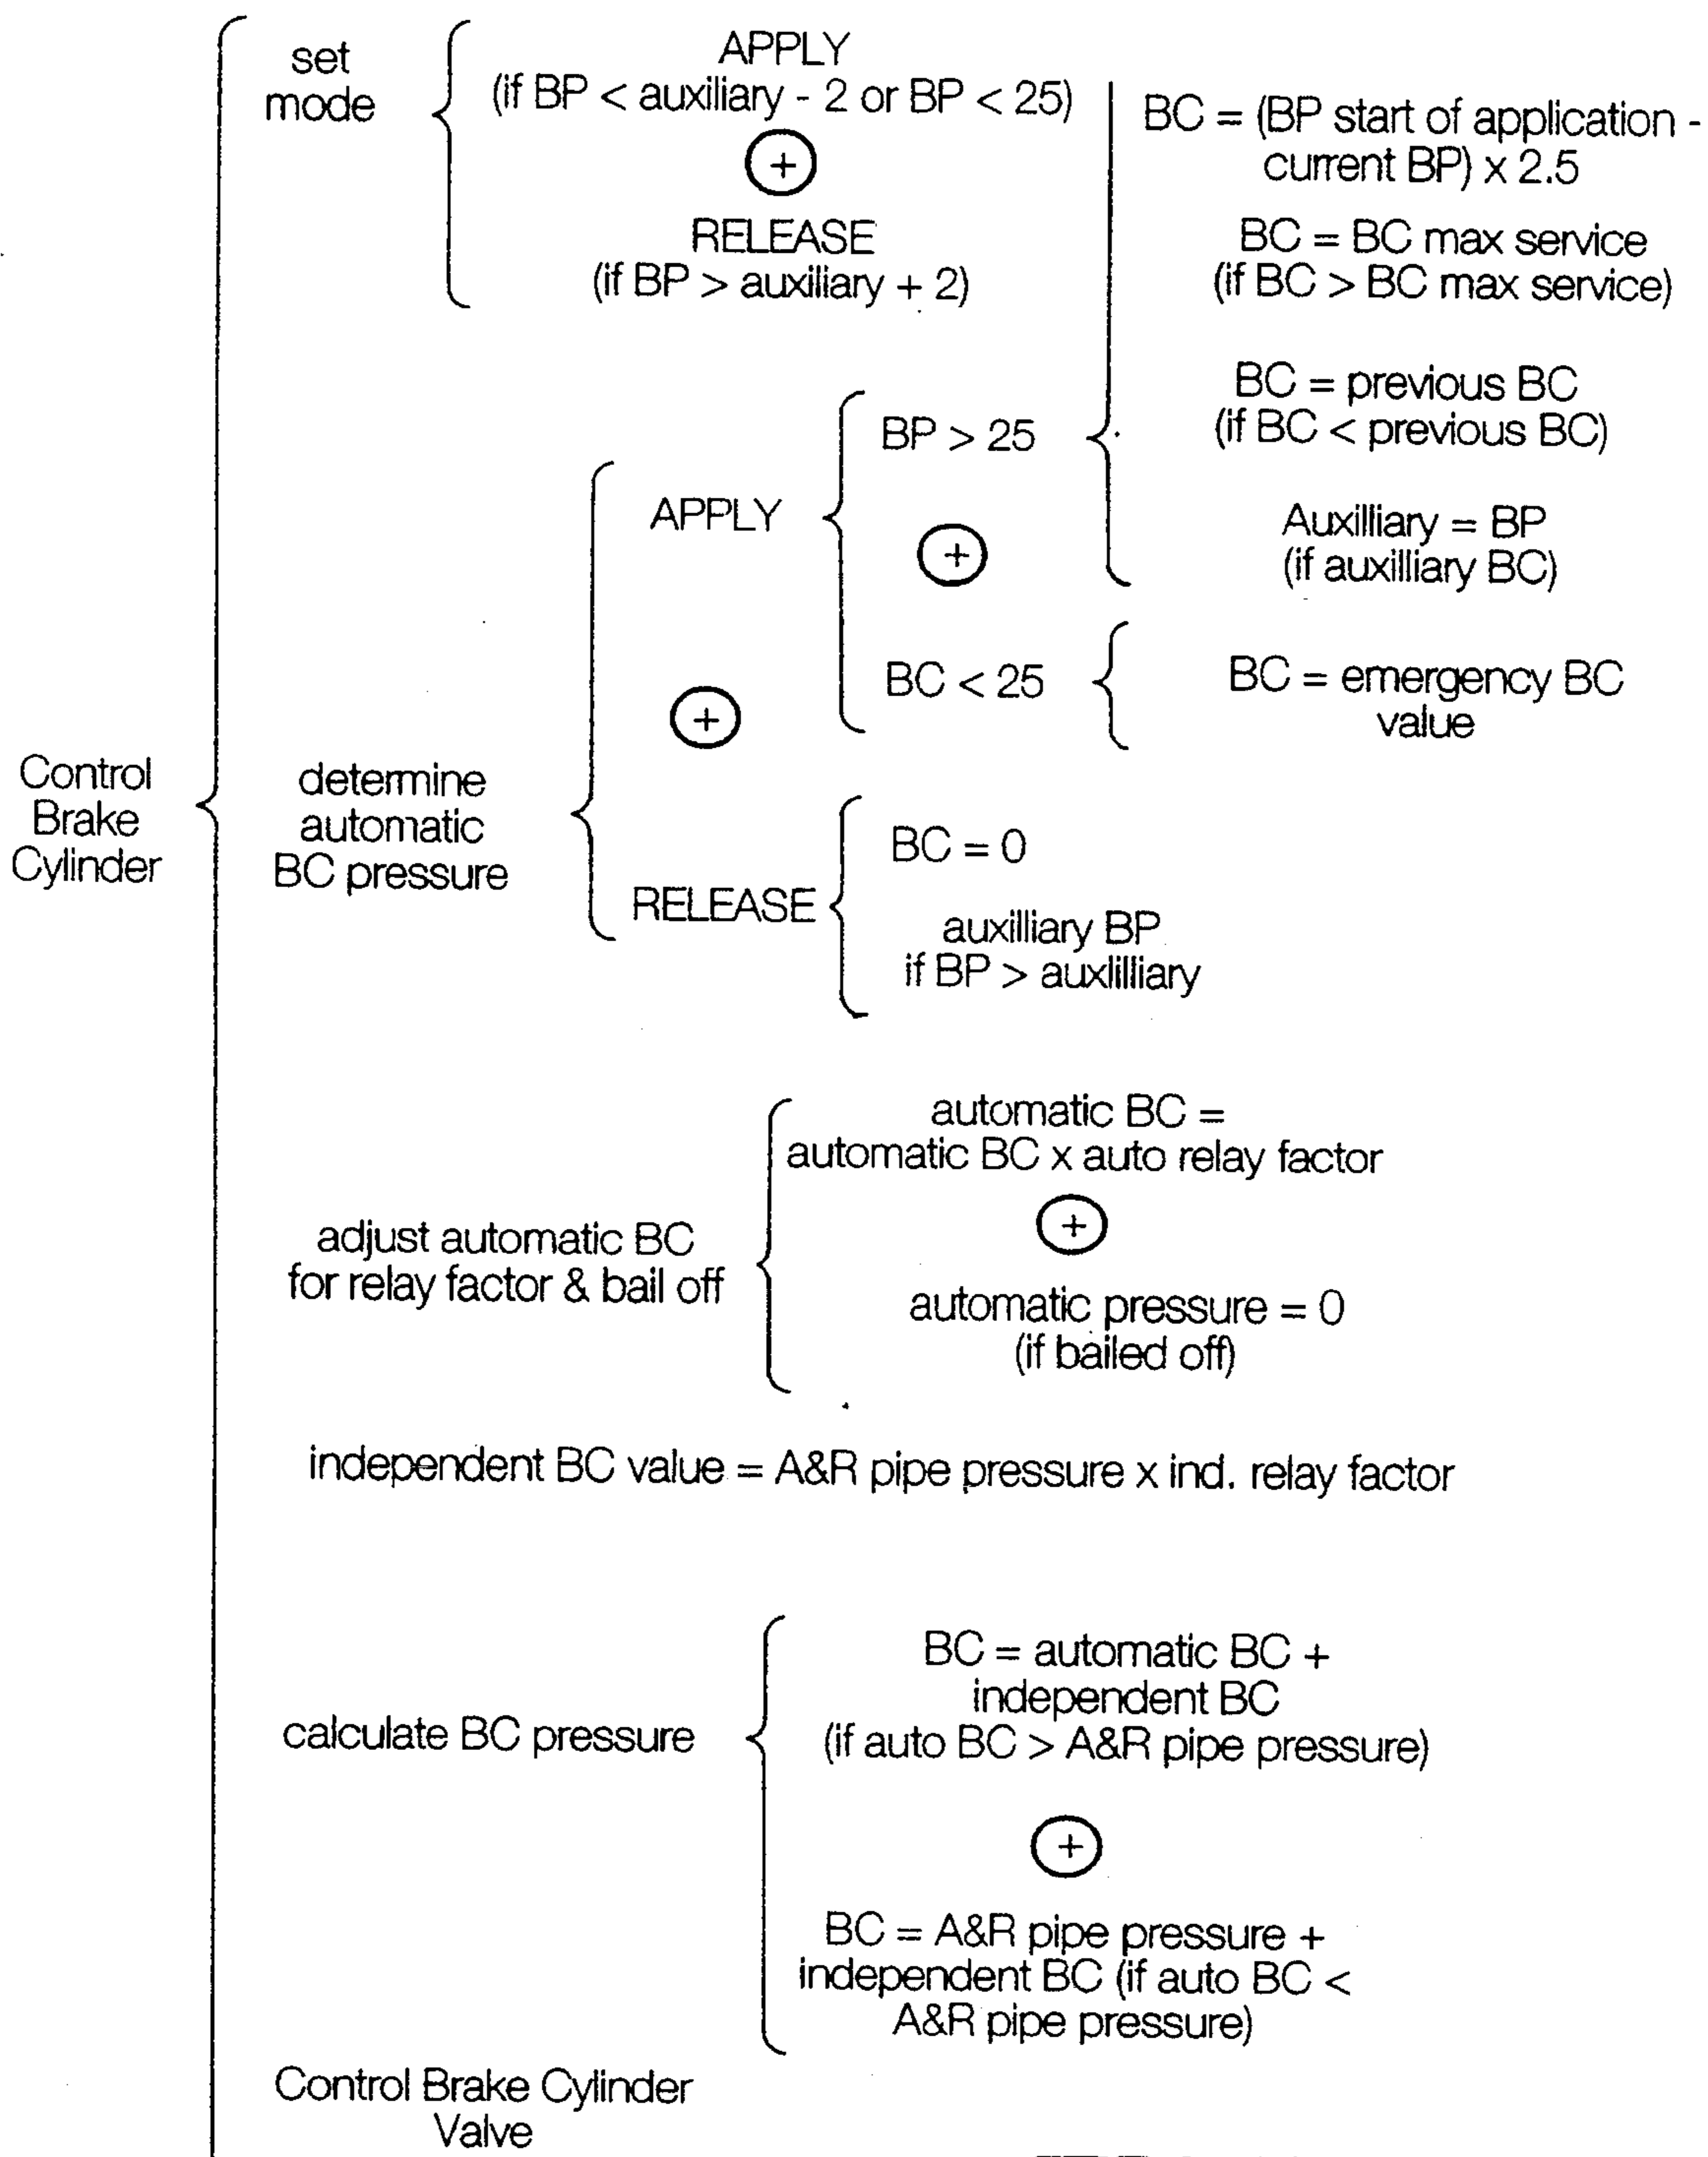 set
mode
APPLY
(if BP < auxiliary - 2 or BP < 25)
+
RELEASE
(if BP > auxiliary + 2)
BC = (BP start of application -
current BP) x 2.5
BC = BC max service
(if BC > BC max service)
BC = previous BC
(if BC < previous BC)
Auxilliary = BP
(if auxilliary BC)
BP > 25
APPLY
+
BC < 25
BC = emergency BC
value
+
Control
Brake
Cylinder
determine
automatic
BC pressure
RELEASE
BC = 0
auxilliary BP
if BP > auxlilliary
adjust automatic BC
for relay factor & bail off
automatic BC =
automatic BC x auto relay factor
+
automatic pressure = 0
(if bailed off)
independent BC value = A&R pipe pressure x ind. relay factor
calculate BC pressure
BC = automatic BC +
independent BC
(if auto BC > A&R pipe pressure)
+
BC = A&R pipe pressure +
independent BC (if auto BC <
A&R pipe pressure)
Control Brake Cylinder
Valve